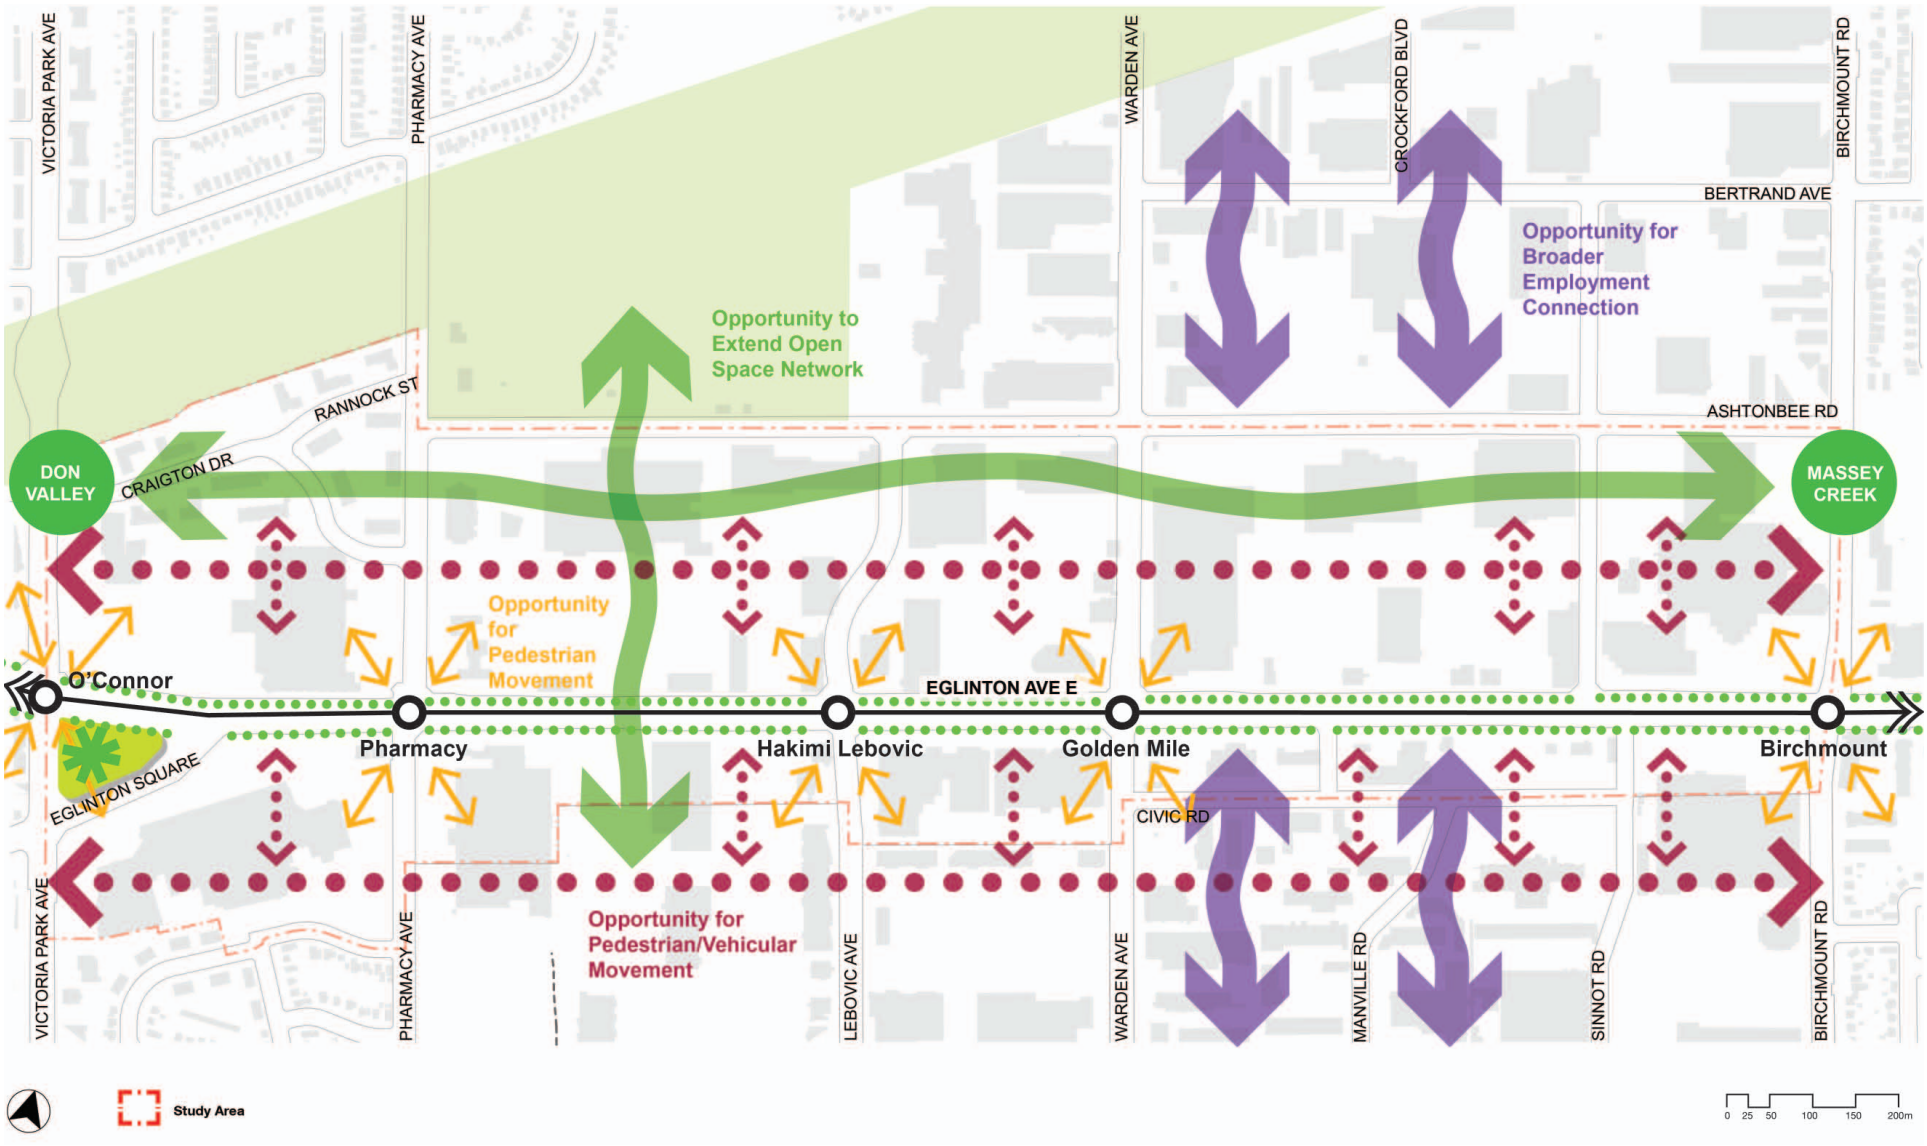 VICTORIA PARK AVE
PHARMACY AVE
WARDEN AVE
CROCKFORD BLVD
BIRCHMOUNT RD
BERTRAND AVE
Opportunity for
Broader
Employment
Connection
Opportunity to
Extend Open
Space Network
RANNOCK ST
ASHTONBEE RD
DON
VALLEY
CRAIGTON DR
MASSEY
CREEK
Opportunity
for
Pedestrian
Movement
O'Connor
EGLINTON AVE E
Pharmacy
Hakimi Lebovic
Golden Mile
Birchmount
EGLINTON SQUARE
CIVIC RD
Opportunity for
Pedestrian/Vehicular
Movement
VICTORIA PARK AVE
PHARMACY AVE
LEBOVIC AVE
WARDEN AVE
MANVILLE RD
SINNOT RD
BIRCHMOUNT RD
Study Area
0 25 50 100 150 200m